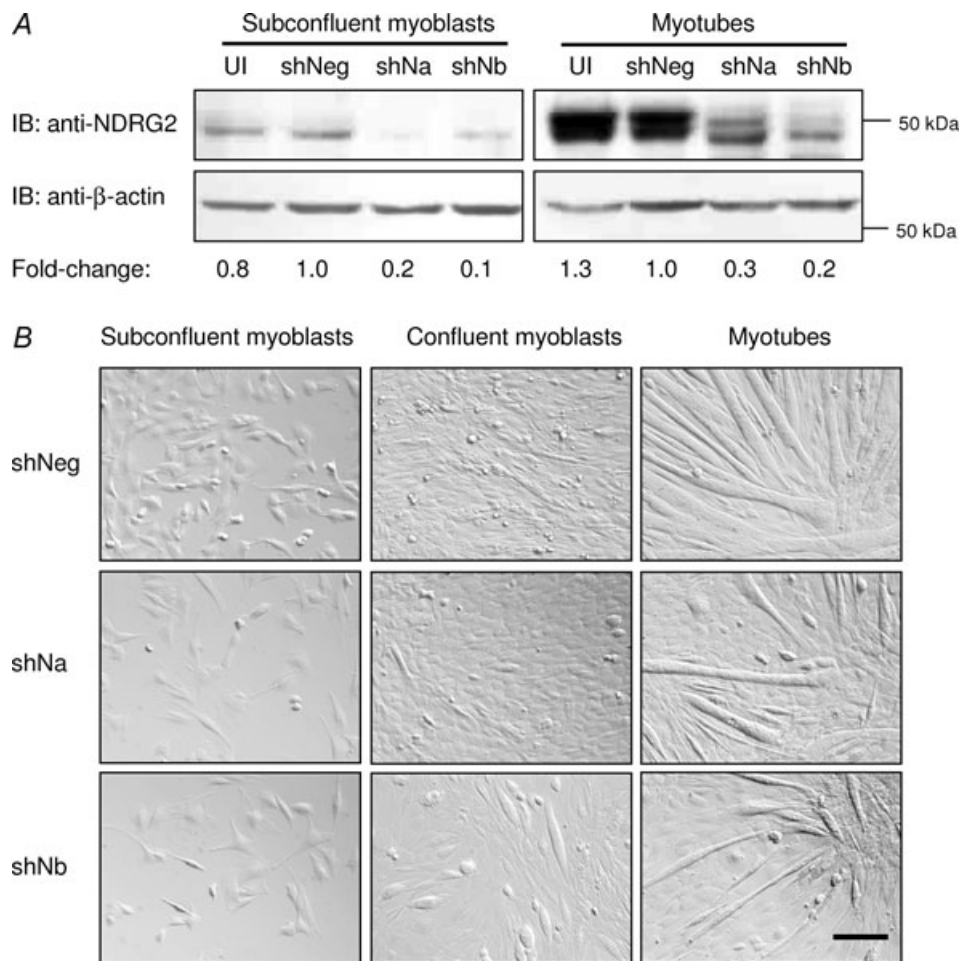 A
Subconfluent myoblasts Myotubes
UI shNeg shNa shNb UI shNeg shNa shNb
IB: anti-NDRG2 50 kDa
IB: anti-β-actin 50 kDa
Fold-change: 0.8 1.0 0.2 0.1 1.3 1.0 0.3 0.2
B Subconfluent myoblasts Confluent myoblasts Myotubes
shNeg
shNa
shNb